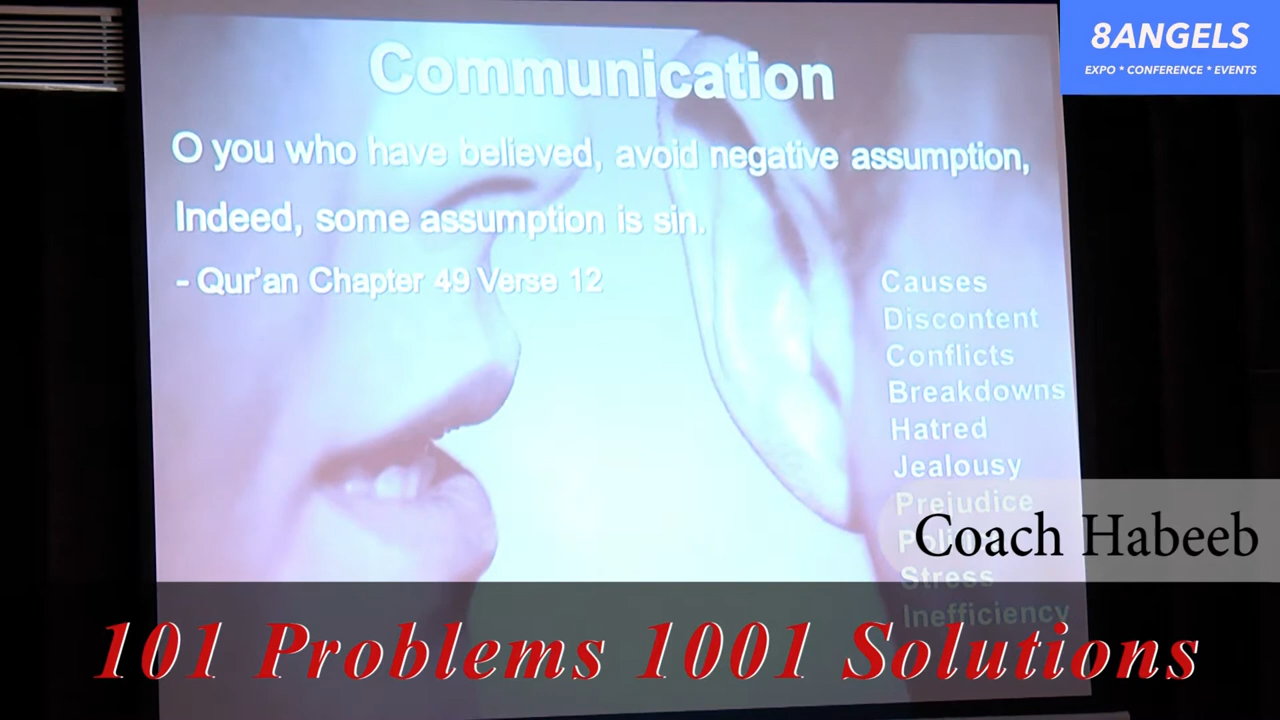 8ANGELS
EXPO * CONFERENCE * EVENTS
Communication
O you who have believed, avoid negative assumption,
Indeed, some assumption is sin.
- Qur'an Chapter 49 Verse 12
Causes
Discontent
Conflicts
Breakdowns
Hatred
Jealousy
Prejudice
Stress
Inefficiency
Coach Habeeb
101 Problems 1001 Solutions